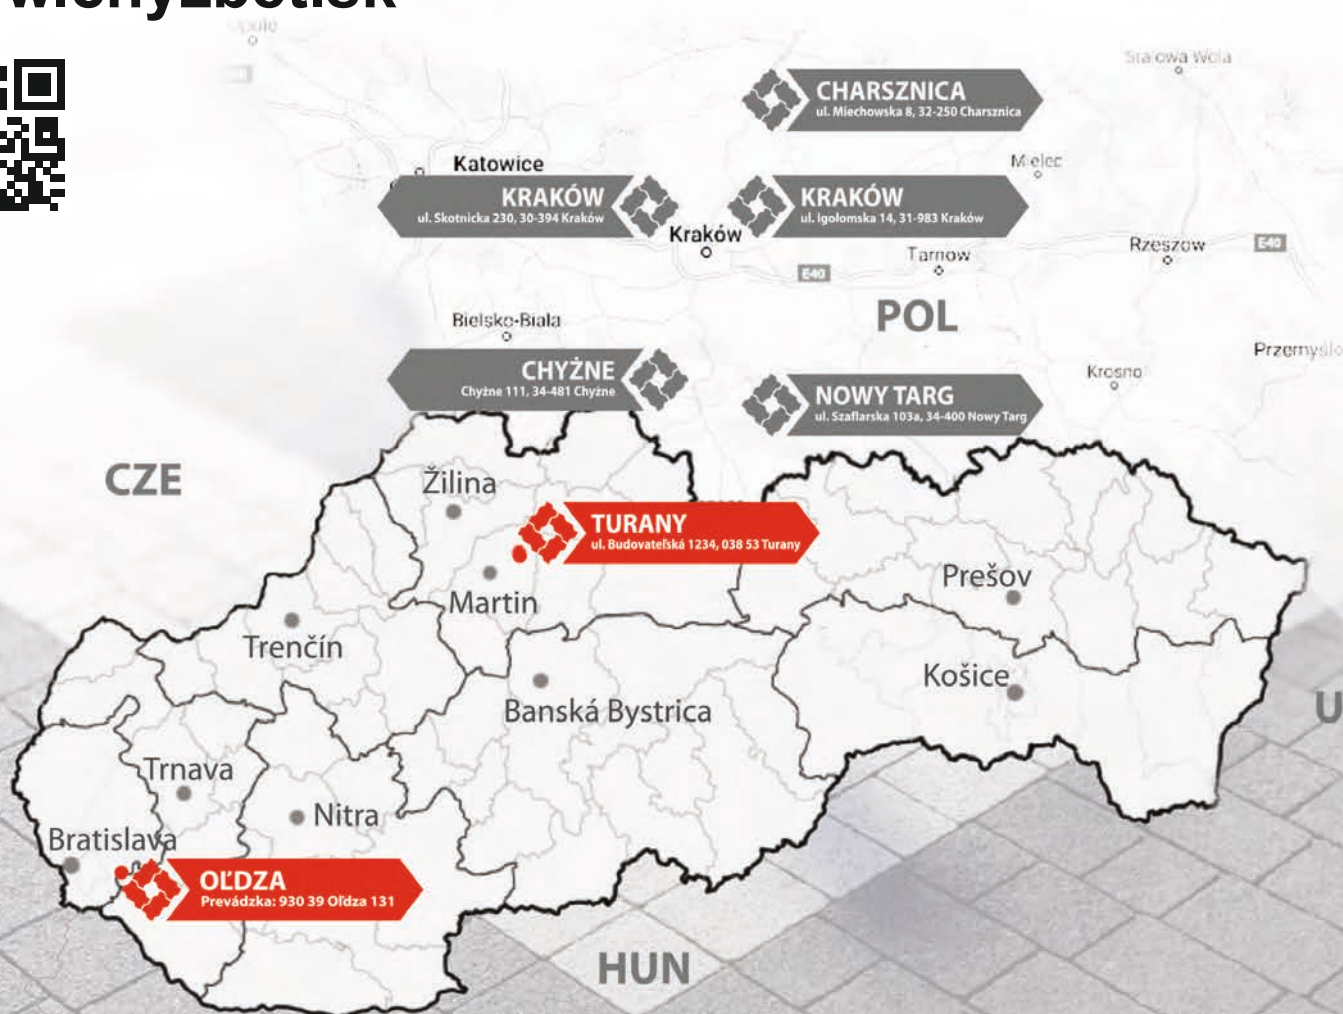 Opole
Stalowa Wola
CHARSZNICA
ul. Miechowska 8, 32-250 Charsznica
Katowice
Mielec
KRAKÓW
ul. Skotnicka 230, 30-394 Kraków
KRAKÓW
ul. Igołomska 14, 31-983 Kraków
Kraków
Tarnow
Rzeszow
E40
E40
POL
Bielsko-Biala
Krosno
CHYŻNE
Chyżne 111, 34-481 Chyżne
NOWY TARG
ul. Szaflarska 103a, 34-400 Nowy Targ
CZE
Žilina
TURANY
ul. Budovateľská 1234, 038 53 Turany
Martin
Prešov
Trenčín
Košice
Banská Bystrica
Trnava
Nitra
Bratislava
OĽDZA
Prevádzka: 930 39 Oľdza 131
HUN